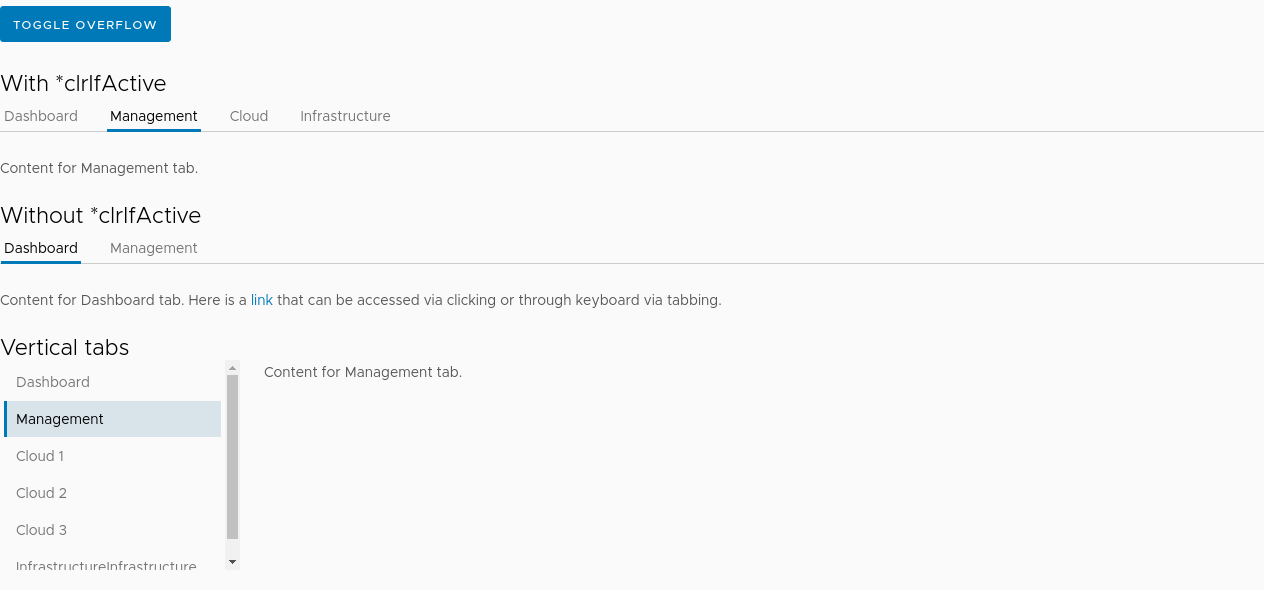 TOGGLE OVERFLOW
With *clrIfActive
Dashboard Management Cloud Infrastructure
Content for Management tab.
Without *clrIfActive
Dashboard Management
Content for Dashboard tab. Here is a link that can be accessed via clicking or through keyboard via tabbing.
Vertical tabs
Dashboard
Content for Management tab.
Management
Cloud 1
Cloud 2
Cloud 3
InfrastructureInfrastructure